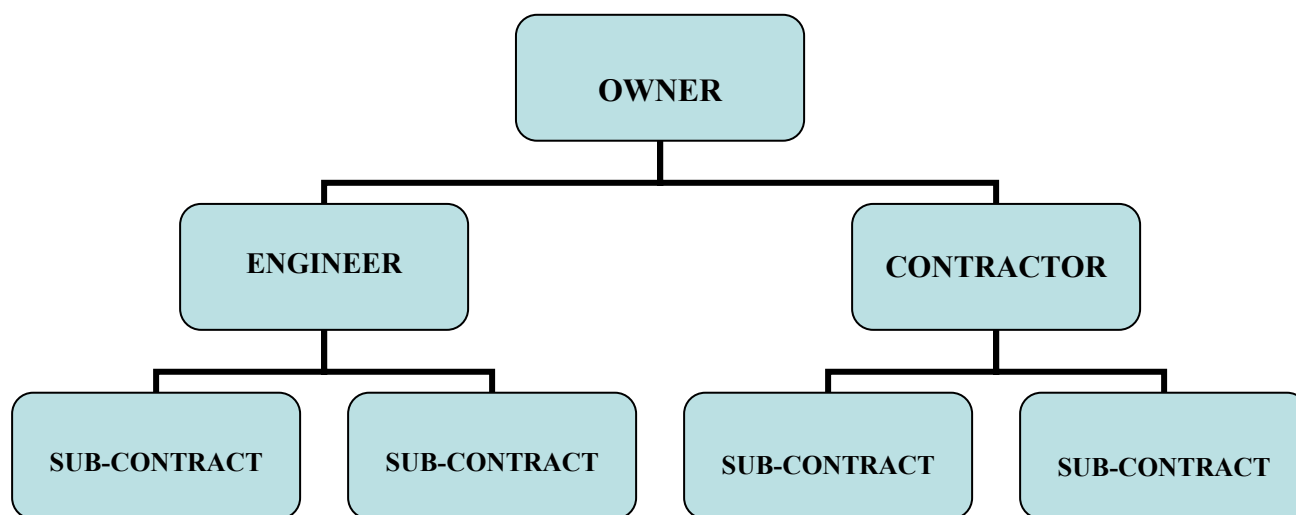 OWNER
ENGINEER
CONTRACTOR
SUB-CONTRACT
SUB-CONTRACT
SUB-CONTRACT
SUB-CONTRACT